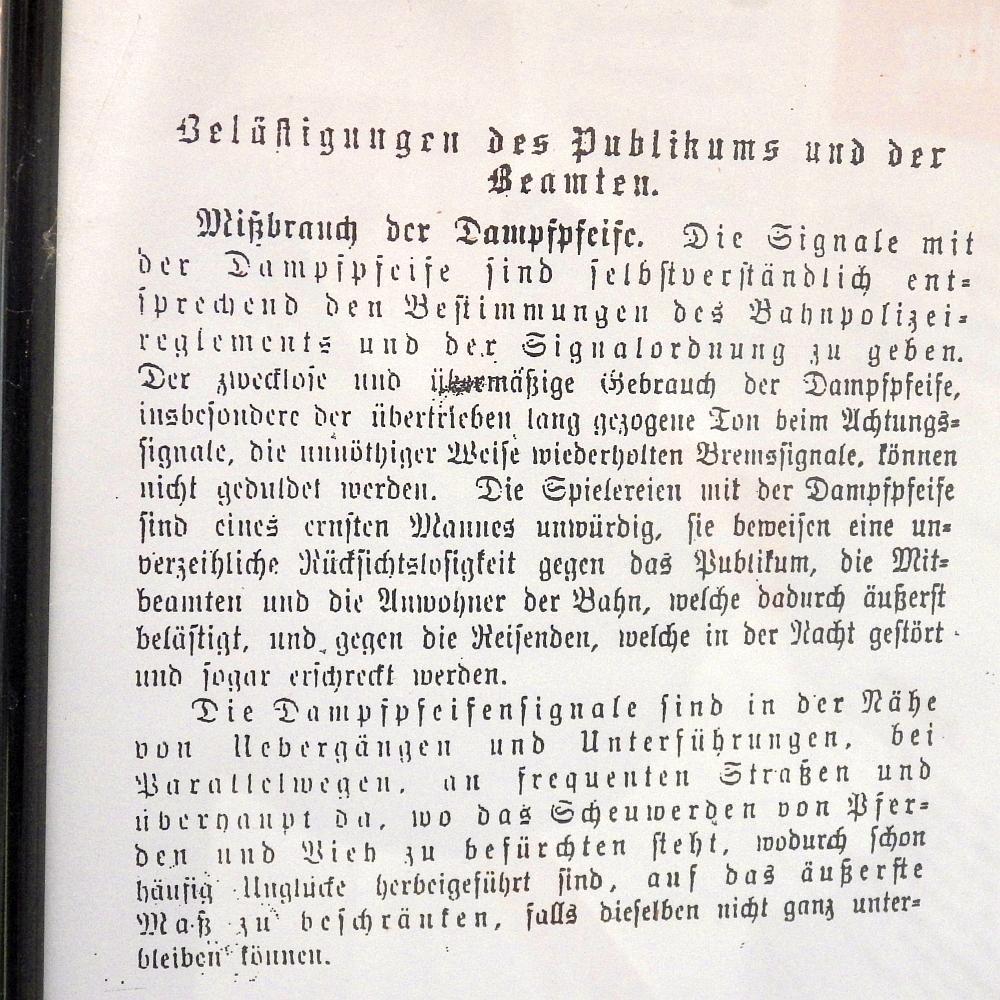 Belästigungen des Publikums und der
Beamten.
Mißbrauch der Dampfpfeife. Die Signale mit
der Dampfpfeife sind selbstverständlich ent-
sprechend den Bestimmungen des Bahnpolizei-
reglements und der Signalordnung zu geben.
Der zwecklose und übermäßige Gebrauch der Dampfpfeife,
insbesondere der übertrieben lang gezogene Ton beim Achtungs-
signale, die unnöthiger Weise wiederholten Bremssignale, können
nicht geduldet werden. Die Spielereien mit der Dampfpfeife
sind eines ernsten Mannes unwürdig, sie beweisen eine un-
verzeihliche Rücksichtslosigkeit gegen das Publikum, die Mit-
beamten und die Anwohner der Bahn, welche dadurch äußerst
belästigt, und gegen die Reisenden, welche in der Nacht gestört
und sogar erschreckt werden.
Die Dampfpfeifensignale sind in der Nähe
von Uebergängen und Unterführungen, bei
Parallelwegen, an frequenten Straßen und
überhaupt da, wo das Scheuwerden von Pfer-
den und Vieh zu befürchten steht, wodurch schon
häufig Unglücke herbeigeführt sind, auf das äußerste
Maß zu beschränken, falls dieselben nicht ganz unter-
bleiben können.